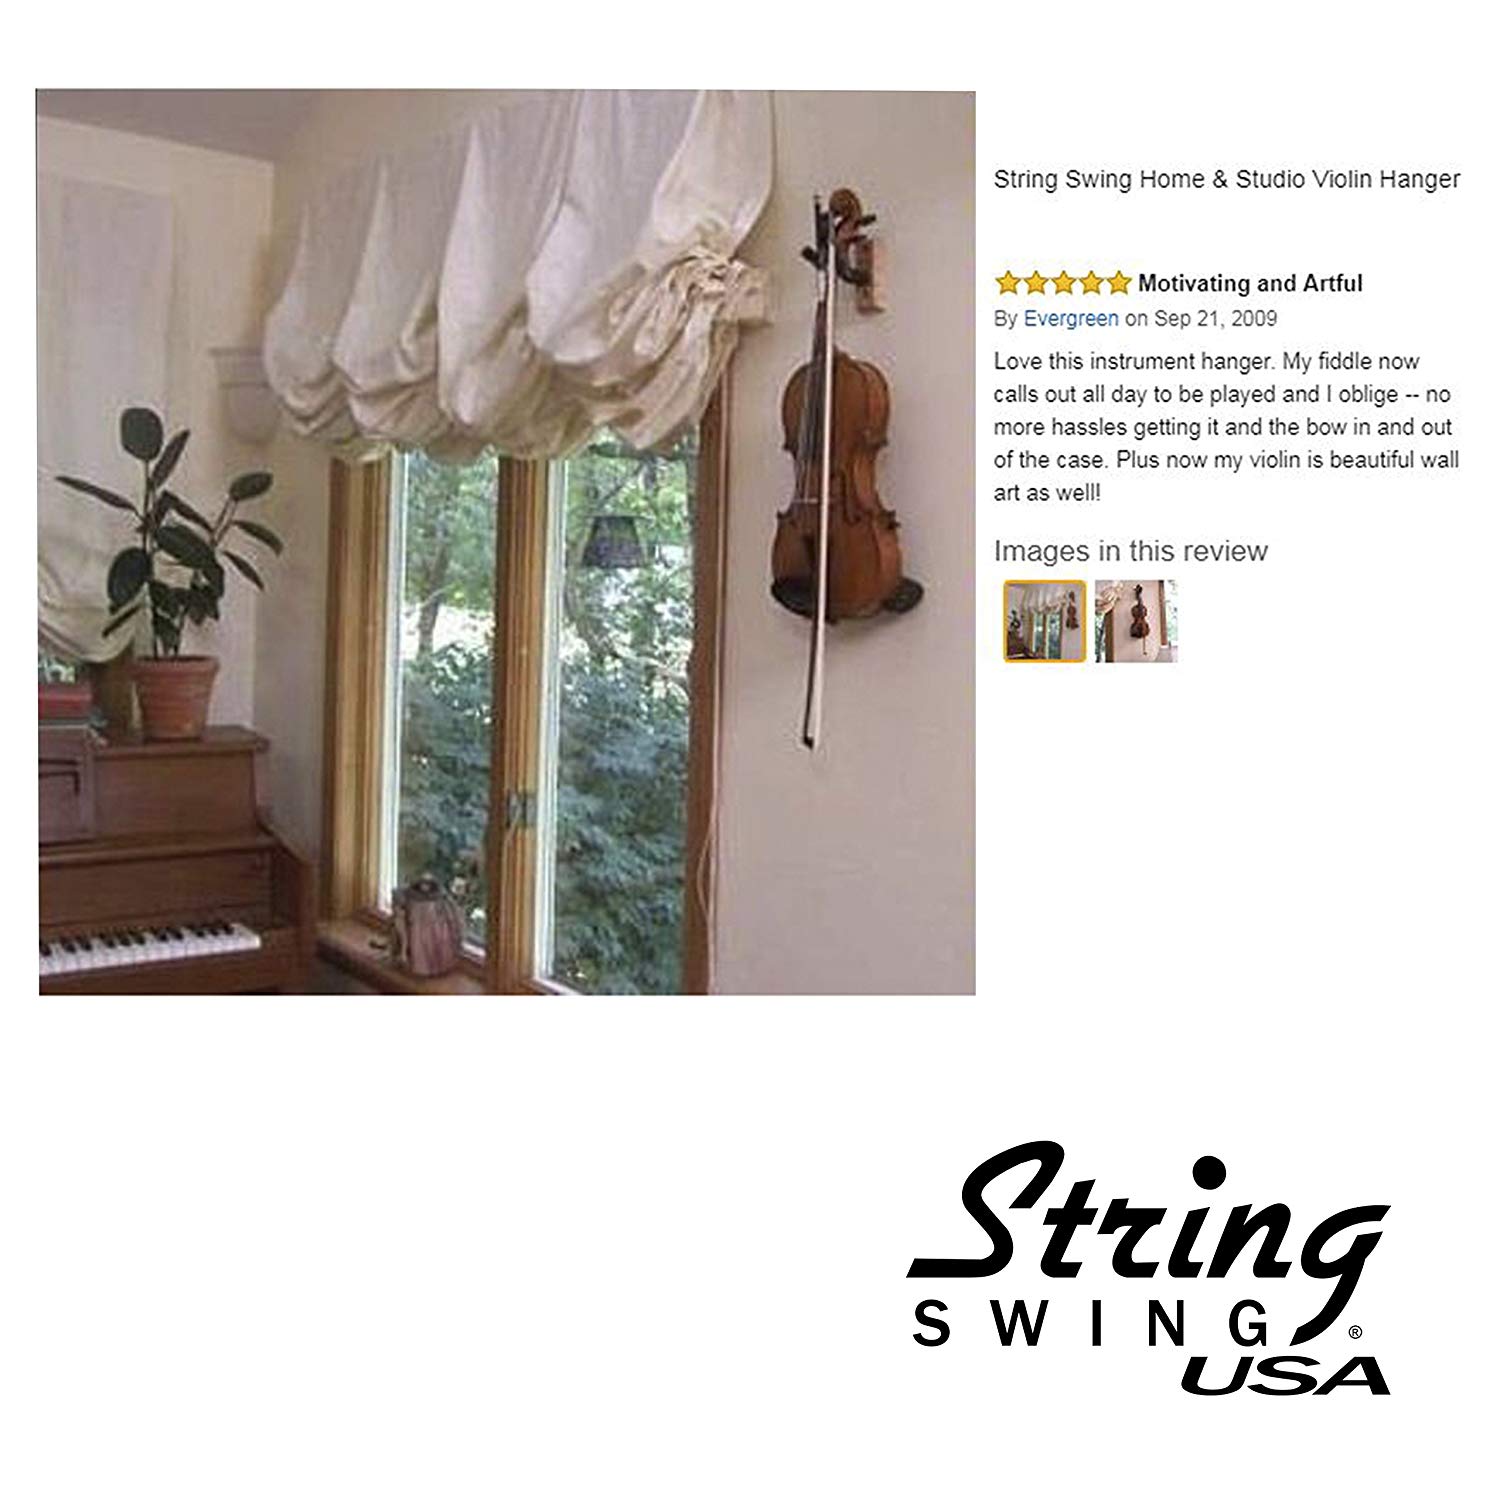 String Swing Home & Studio Violin Hanger
Motivating and Artful
By Evergreen on Sep 21, 2009
Love this instrument hanger. My fiddle now
calls out all day to be played and I oblige -- no
more hassles getting it and the bow in and out
of the case. Plus now my violin is beautiful wall
art as well!
Images in this review
String
SWING®
USA